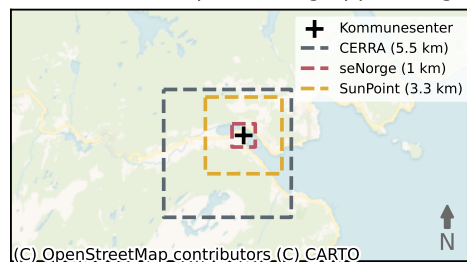 Kommunesenter
CERRA (5.5 km)
seNorge (1 km)
SunPoint (3.3 km)
N
(C) OpenStreetMap contributors (C) CARTO